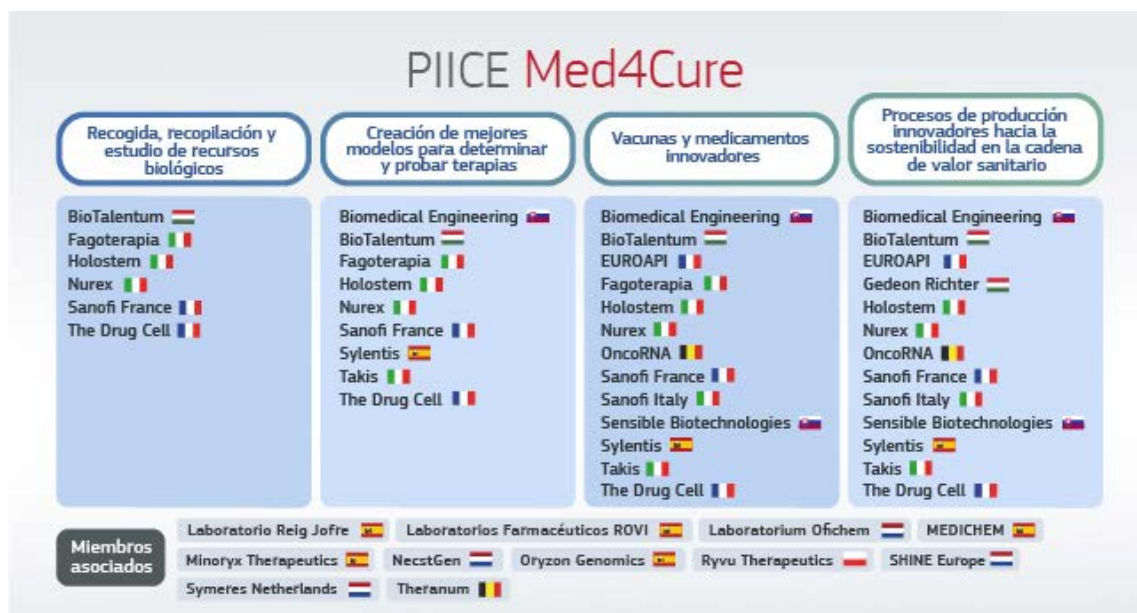 PIICE Med4Cure
Recogida, recopilación y
estudio de recursos
biológicos
BioTalentum
Fagoterapia
Holostem
Nurex
Sanofi France
The Drug Cell
Creación de mejores
modelos para determinar
y probar terapias
Biomedical Engineering
BioTalentum
Fagoterapia
Holostem
Nurex
Sanofi France
Sylentis
Takis
The Drug Cell
Vacunas y medicamentos
innovadores
Biomedical Engineering
BioTalentum
EUROAPI
Fagoterapia
Holostem
Nurex
OncoRNA
Sanofi France
Sanofi Italy
Sensible Biotechnologies
Sylentis
Takis
The Drug Cell
Procesos de producción
innovadores hacia la
sostenibilidad en la cadena
de valor sanitario
Biomedical Engineering
BioTalentum
EUROAPI
Gedeon Richter
Holostem
Nurex
OncoRNA
Sanofi France
Sanofi Italy
Sensible Biotechnologies
Sylentis
Takis
The Drug Cell
Miembros
asociados
Laboratorio Reig Jofre
Laboratorios Farmacéuticos ROVI
Laboratorium Ofichem
MEDICHEM
Minoryx Therapeutics
NecstGen
Oryzon Genomics
Ryvu Therapeutics
SHINE Europe
Symeres Netherlands
Theranum